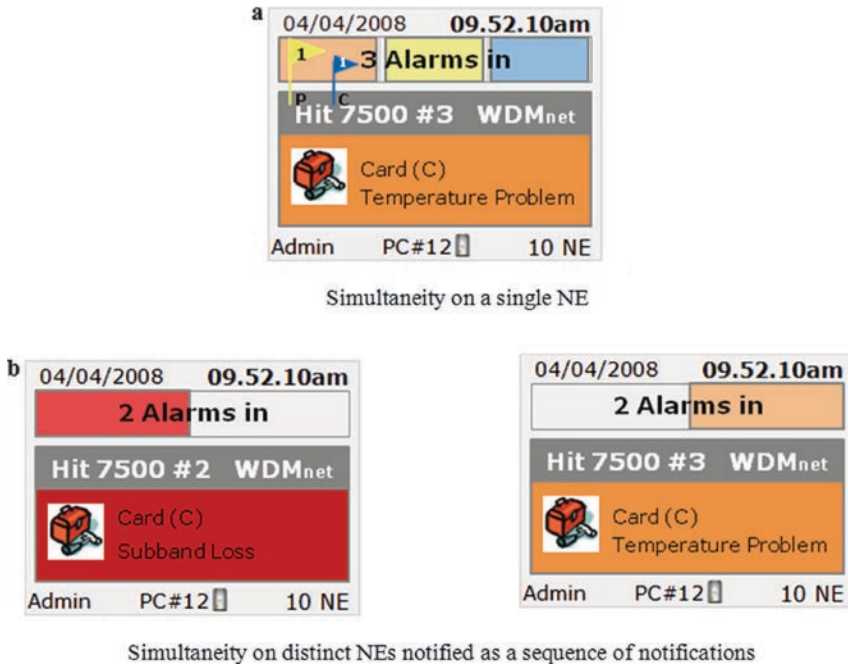 a
04/04/2008 09.52.10am
1 1 3 Alarms in
P C
Hit 7500 #3 WDMnet
Card (C)
Temperature Problem
Admin PC#12 10 NE
Simultaneity on a single NE
b
04/04/2008 09.52.10am
2 Alarms in
Hit 7500 #2 WDMnet
Card (C)
Subband Loss
Admin PC#12 10 NE
04/04/2008 09.52.10am
2 Alarms in
Hit 7500 #3 WDMnet
Card (C)
Temperature Problem
Admin PC#12 10 NE
Simultaneity on distinct NEs notified as a sequence of notifications